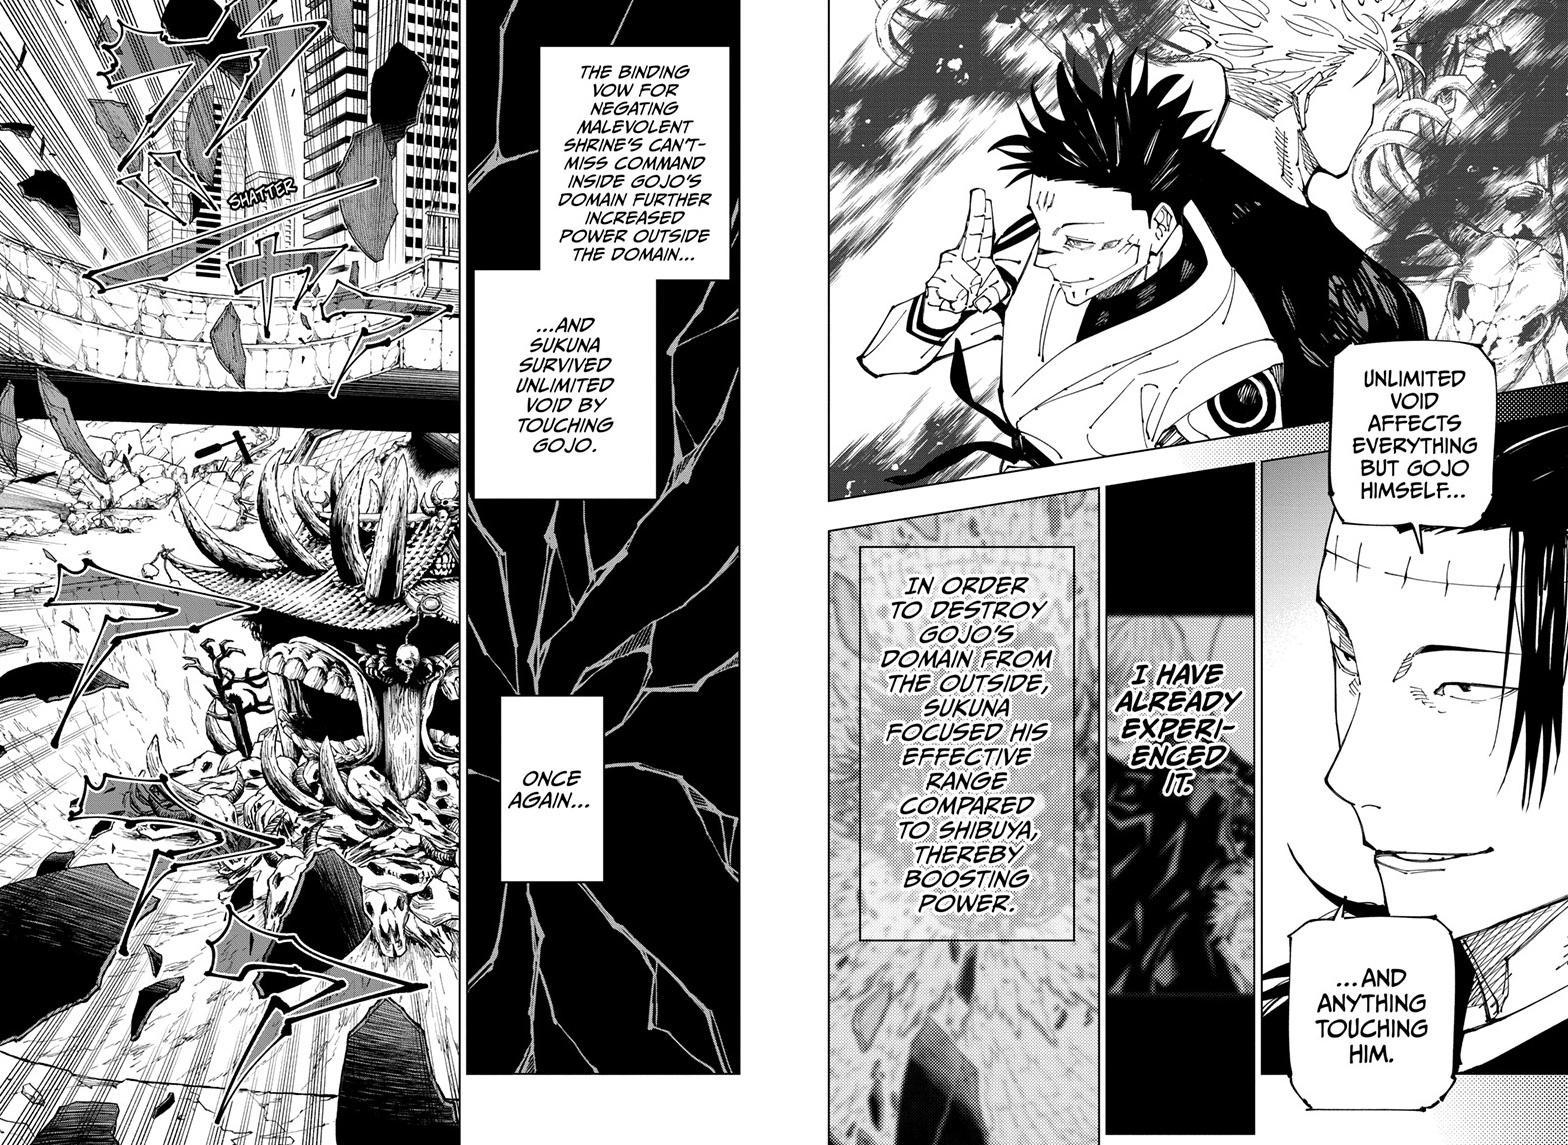 UNLIMITED
VOID
AFFECTS
EVERYTHING
BUT GOJO
HIMSELF...
...AND
ANYTHING
TOUCHING
HIM.
I HAVE
ALREADY
EXPERI-
ENCED
IT.
IN ORDER
TO DESTROY
GOJO'S
DOMAIN FROM
THE OUTSIDE,
SUKUNA
FOCUSED HIS
EFFECTIVE
RANGE
COMPARED
TO SHIBUYA,
THEREBY
BOOSTING
POWER.
THE BINDING
VOW FOR
NEGATING
MALEVOLENT
SHRINE'S CAN'T-
MISS COMMAND
INSIDE GOJO'S
DOMAIN FURTHER
INCREASED
POWER OUTSIDE
THE DOMAIN...
...AND
SUKUNA
SURVIVED
UNLIMITED
VOID BY
TOUCHING
GOJO.
ONCE
AGAIN...
SHATTER